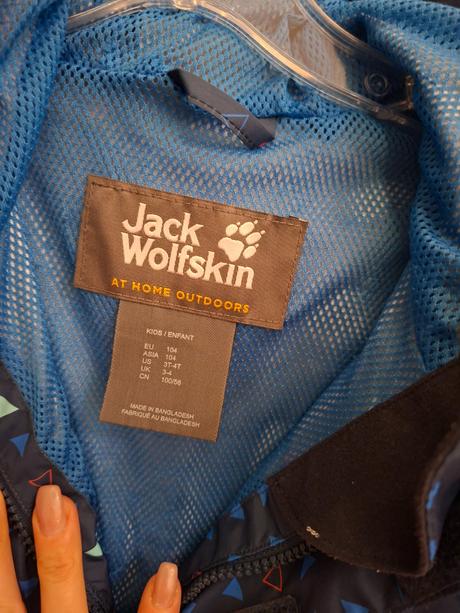 Jack
Wolfskin
AT HOME OUTDOORS
KIDS / ENFANT
EU 104
ASIA 104
US 3T-4T
UK 3-4
CN 100/56
MADE IN BANGLADESH
FABRIQUÉ AU BANGLADESH